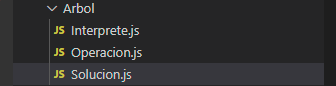 Arbol
JS Interprete.js
JS Operacion.js
JS Solucion.js